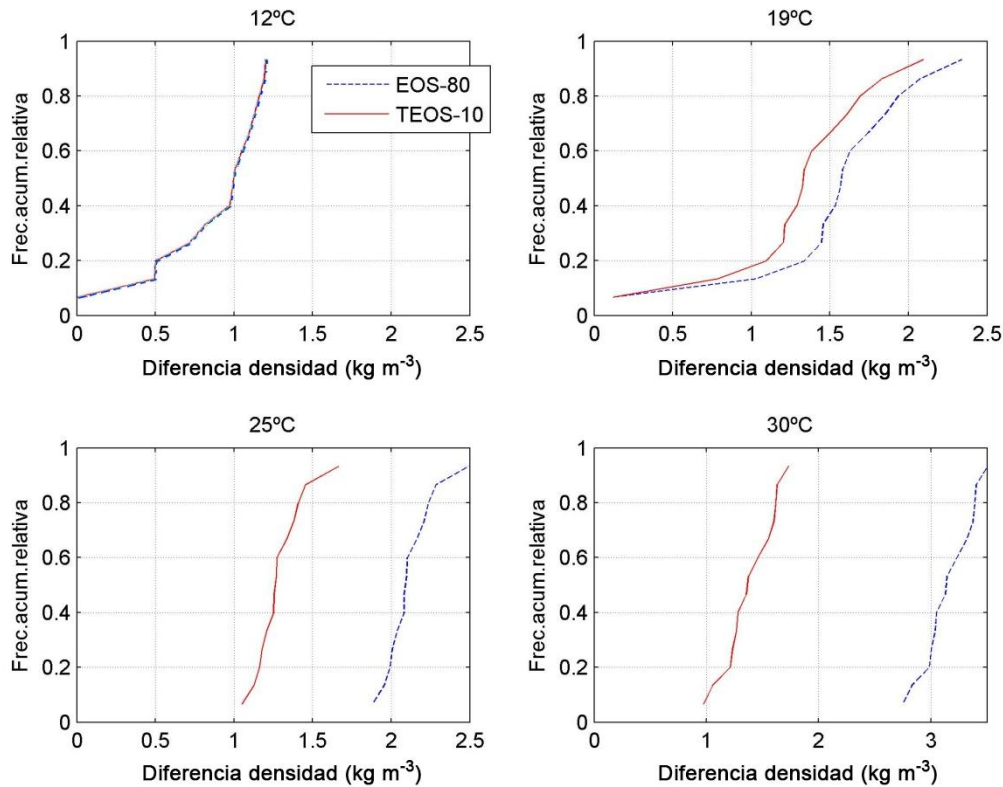 12ºC
1
0.8
0.6
0.4
0.2
0
Frec.acum.relativa
0 0.5 1 1.5 2 2.5
Diferencia densidad (kg m⁻³)
EOS-80
TEOS-10
19ºC
1
0.8
0.6
0.4
0.2
0
Frec.acum.relativa
0 0.5 1 1.5 2 2.5
Diferencia densidad (kg m⁻³)
25ºC
1
0.8
0.6
0.4
0.2
0
Frec.acum.relativa
0 0.5 1 1.5 2 2.5
Diferencia densidad (kg m⁻³)
30ºC
1
0.8
0.6
0.4
0.2
0
Frec.acum.relativa
0 1 2 3
Diferencia densidad (kg m⁻³)